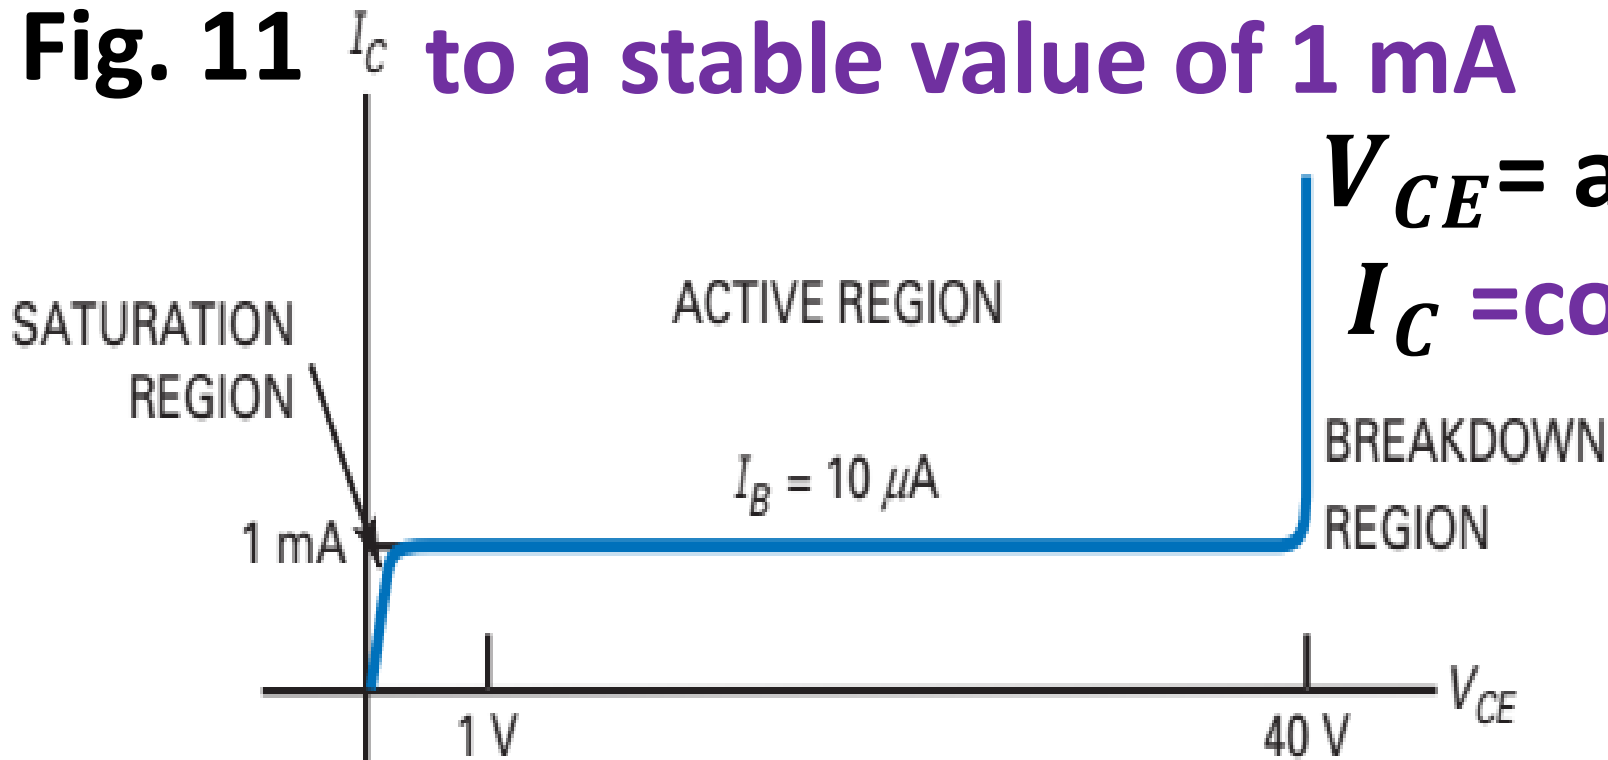 Fig. 11 I_C to a stable value of 1 mA
V_CE = a
I_C =co
SATURATION
REGION
ACTIVE REGION
I_B = 10 μA
BREAKDOWN
REGION
1 mA
V_CE
1 V
40 V